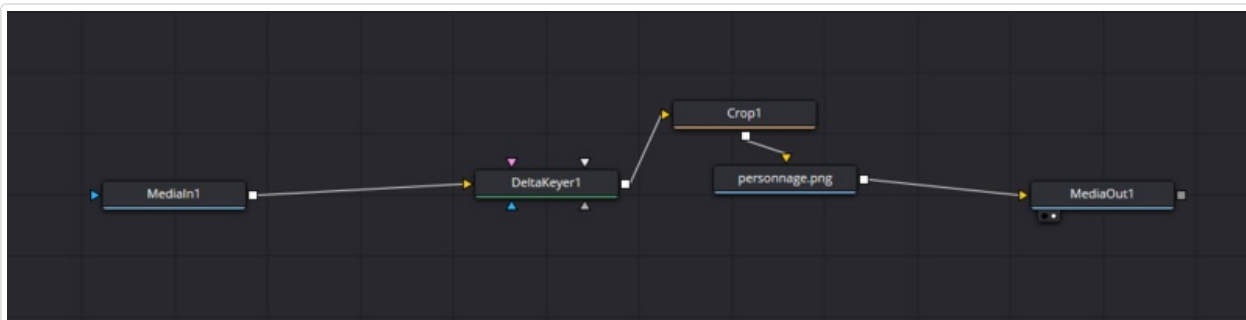 Crop1
MediaIn1
DeltaKeyer1
personnage.png
MediaOut1